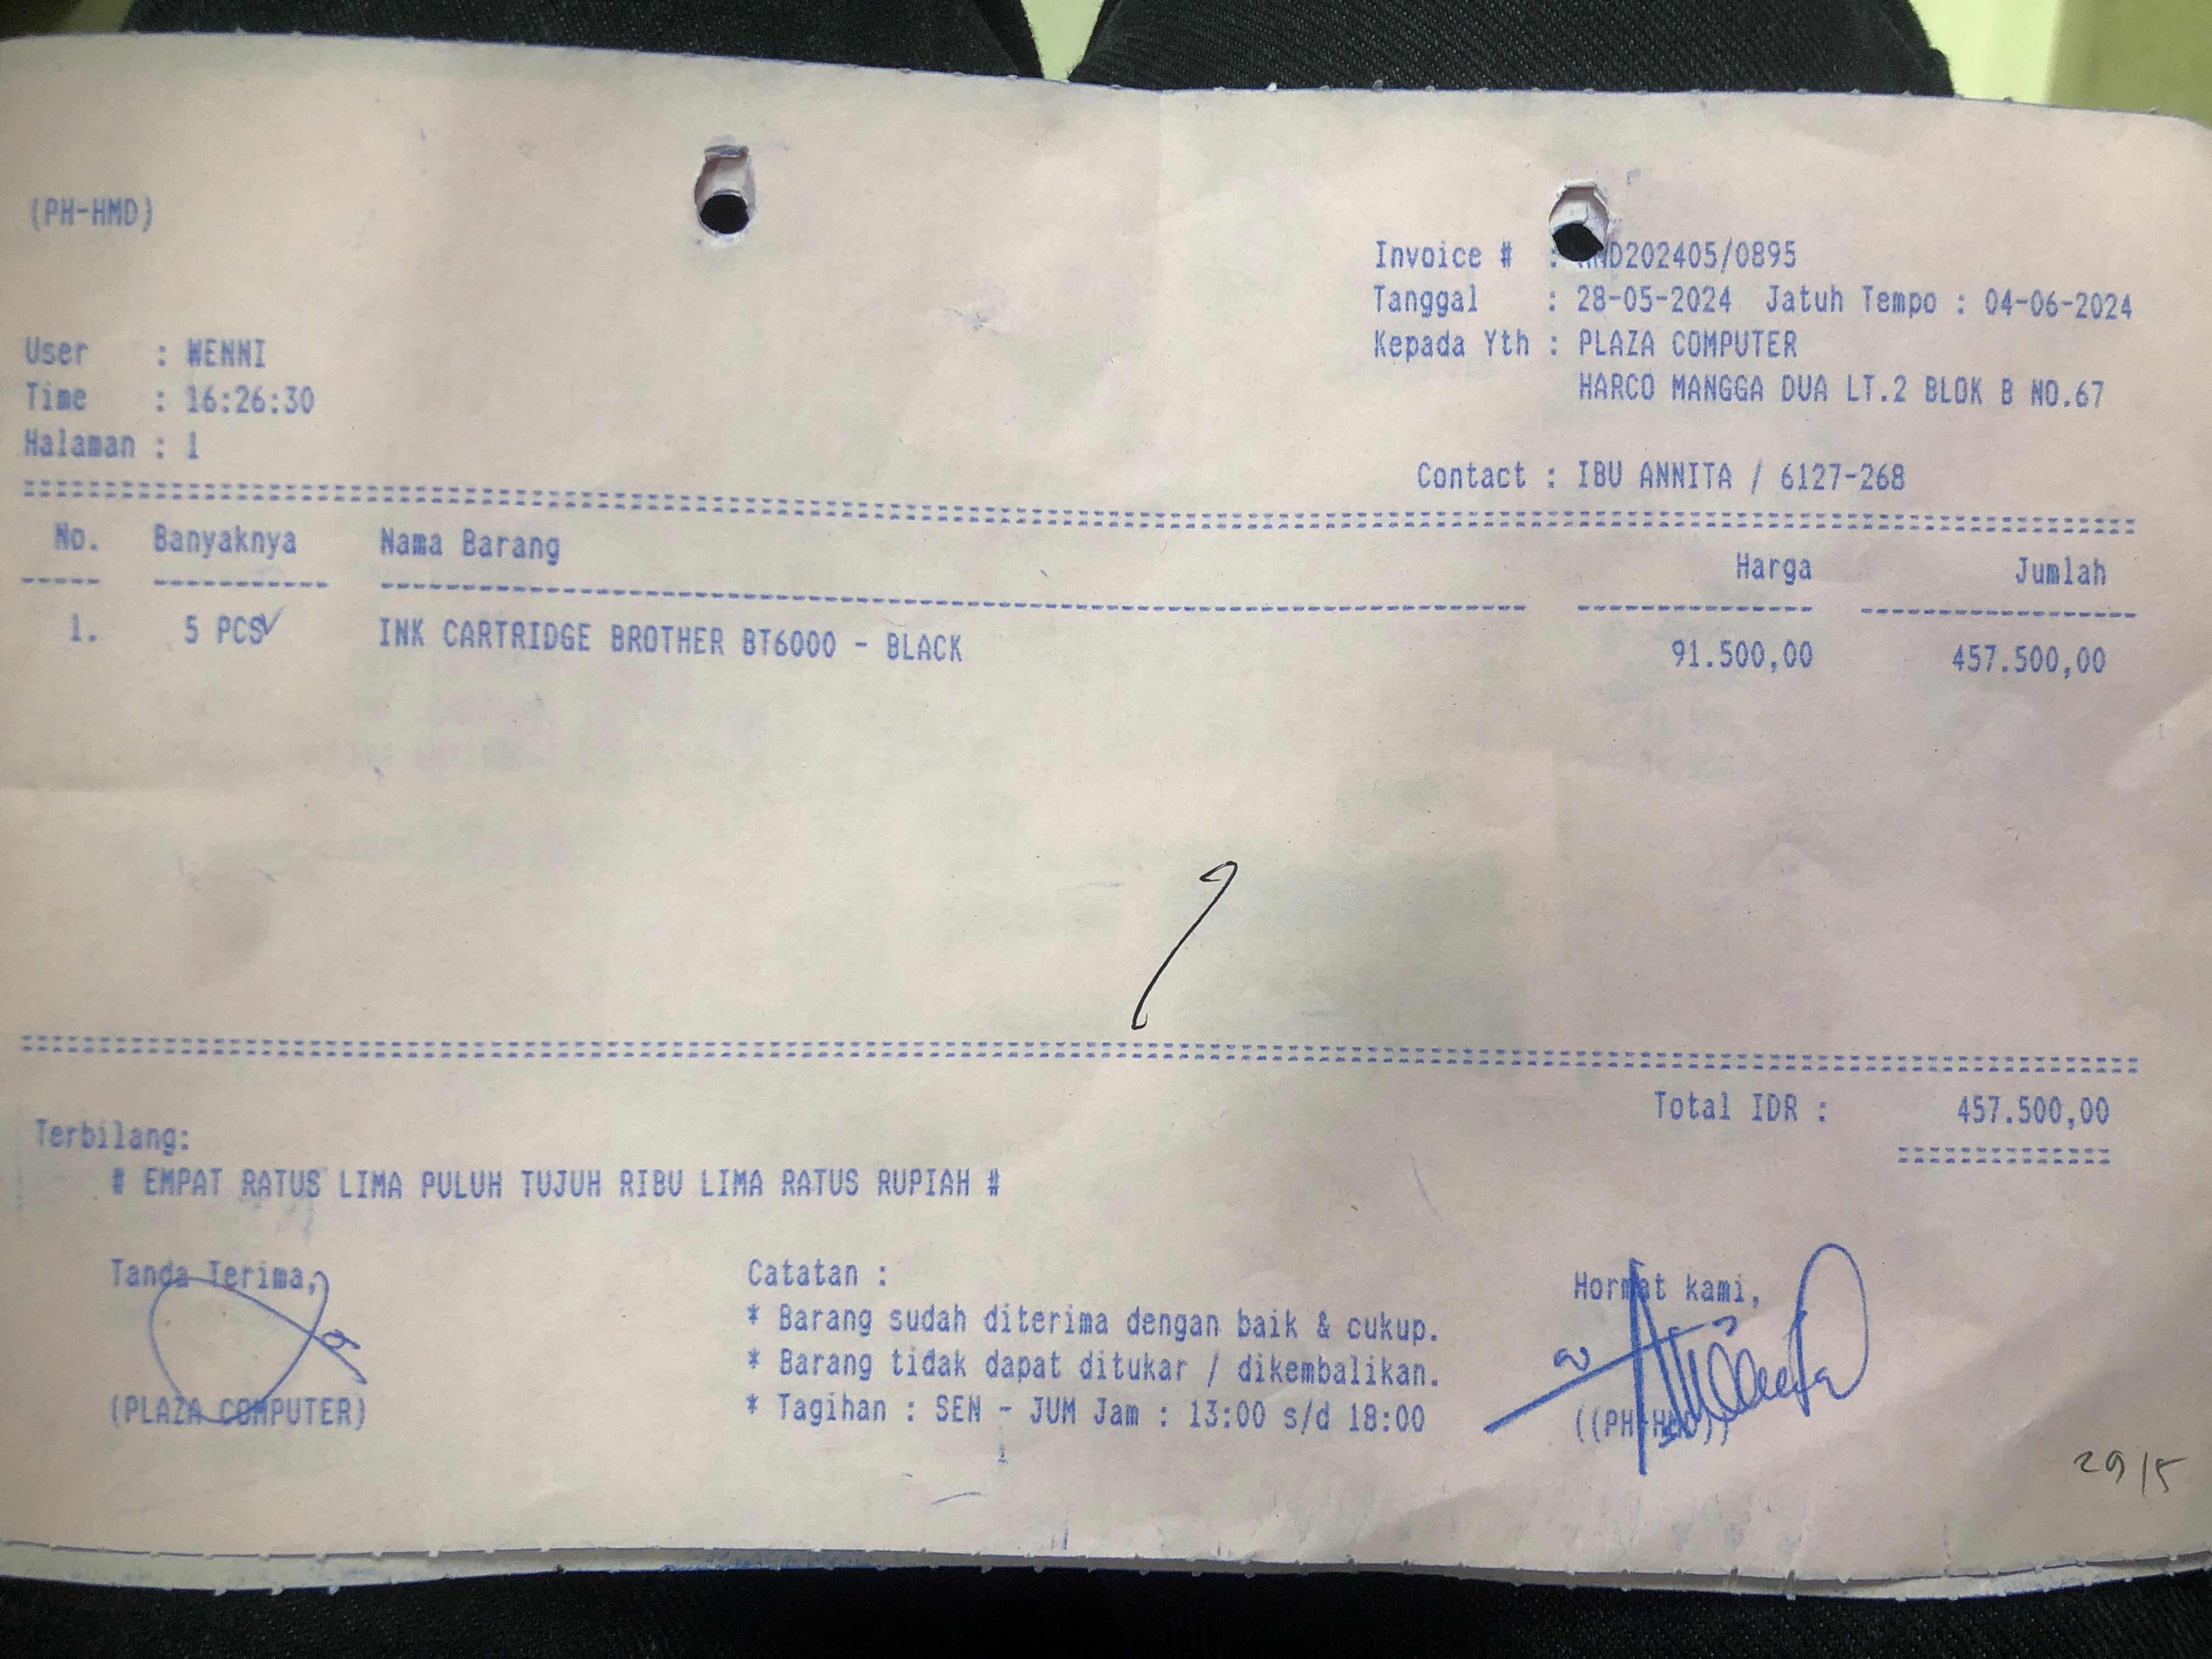 (PH-HMD)
Invoice # : D202405/0895
Tanggal : 28-05-2024 Jatuh Tempo : 04-06-2024
Kepada Yth : PLAZA COMPUTER
HARCO MANGGA DUA LT.2 BLOK B NO.67
User : WENNI
Time : 16:26:30
Halaman : 1
Contact : IBU ANNITA / 6127-268
No. Banyaknya Nama Barang Harga Jumlah
1. 5 PCS INK CARTRIDGE BROTHER BT6000 - BLACK 91.500,00 457.500,00
Total IDR : 457.500,00
Terbilang:
# EMPAT RATUS LIMA PULUH TUJUH RIBU LIMA RATUS RUPIAH #
Tanda Terima, Catatan : Hormat kami,
* Barang sudah diterima dengan baik & cukup.
* Barang tidak dapat ditukar / dikembalikan.
(PLAZA COMPUTER) * Tagihan : SEN - JUM Jam : 13:00 s/d 18:00 ((PH-HMD))
29/5